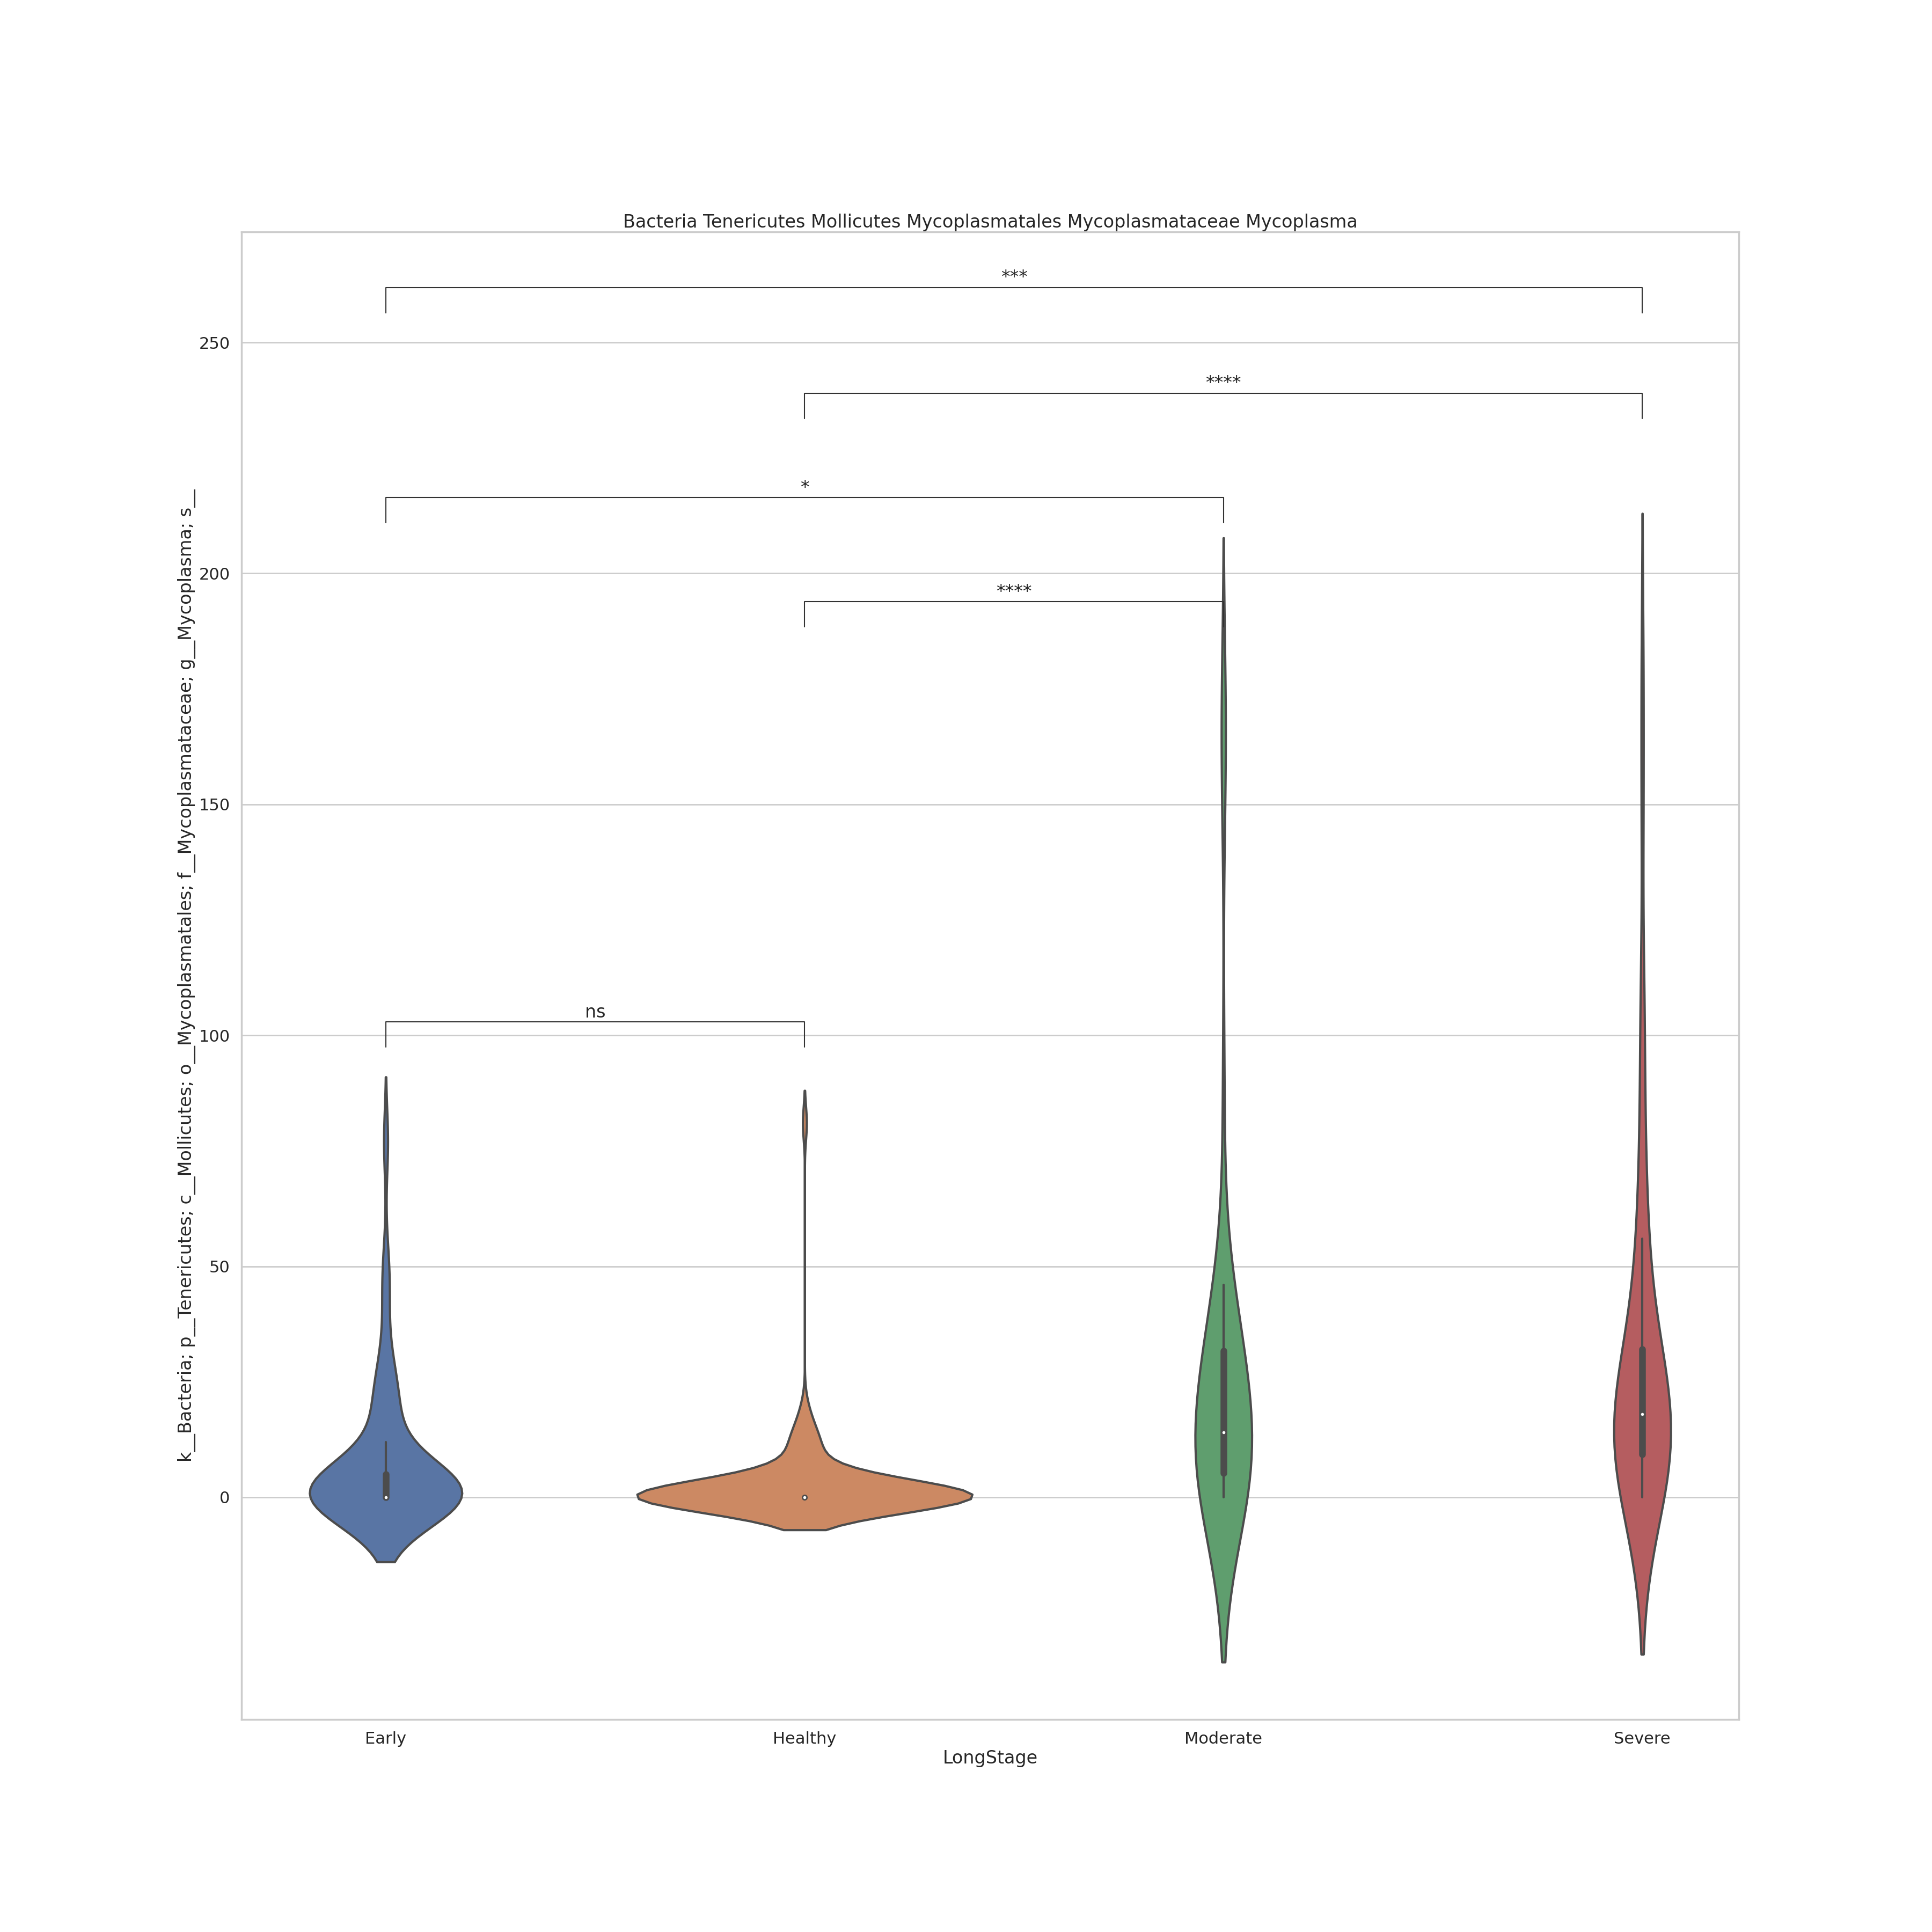 Bacteria Tenericutes Mollicutes Mycoplasmatales Mycoplasmataceae Mycoplasma
***
250
****
*
200
****
150
ns
100
50
0
k__Bacteria; p__Tenericutes; c__Mollicutes; o__Mycoplasmatales; f__Mycoplasmataceae; g__Mycoplasma; s__
Early Healthy Moderate Severe
LongStage